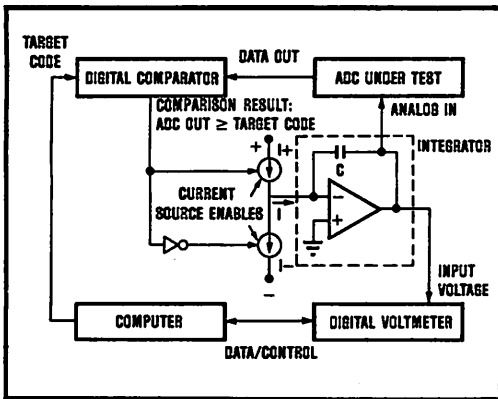 TARGET
CODE
DIGITAL COMPARATOR
DATA OUT
ADC UNDER TEST
COMPARISON RESULT:
ADC OUT ≥ TARGET CODE
ANALOG IN
+
I+
INTEGRATOR
C
CURRENT
SOURCE ENABLES
I
−
+
I−
−
INPUT
VOLTAGE
COMPUTER
DIGITAL VOLTMETER
DATA/CONTROL